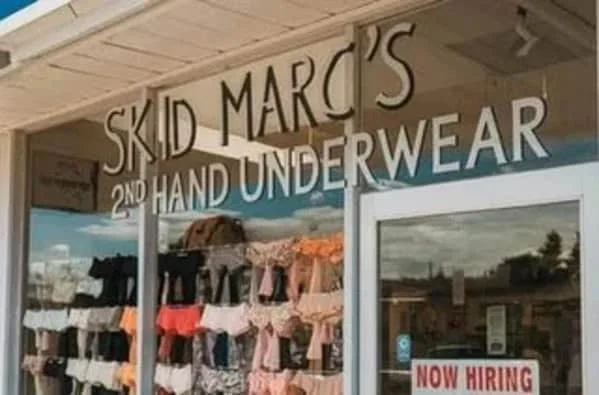 SKID MARC'S
2ND HAND UNDERWEAR
NOW HIRING